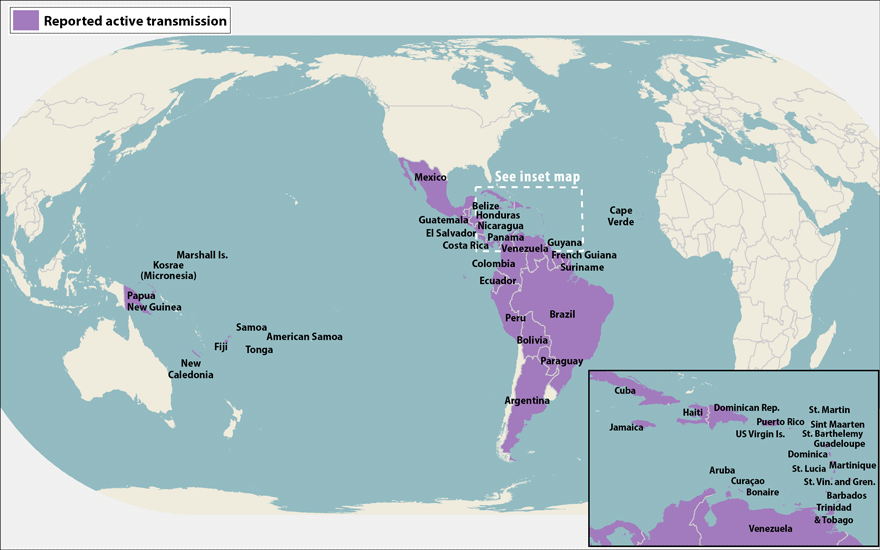 Reported active transmission
See inset map
Mexico
Belize
Honduras
Guatemala
Nicaragua
El Salvador
Panama
Costa Rica
Venezuela
Guyana
French Guiana
Suriname
Colombia
Ecuador
Peru
Brazil
Bolivia
Paraguay
Argentina
Cape
Verde
Marshall Is.
Kosrae
(Micronesia)
Papua
New Guinea
Samoa
American Samoa
Fiji
Tonga
New
Caledonia
Cuba
Haiti
Dominican Rep.
Jamaica
Puerto Rico
US Virgin Is.
St. Martin
Sint Maarten
St. Barthelemy
Guadeloupe
Dominica
Martinique
St. Lucia
St. Vin. and Gren.
Barbados
Aruba
Curaçao
Bonaire
Trinidad
& Tobago
Venezuela